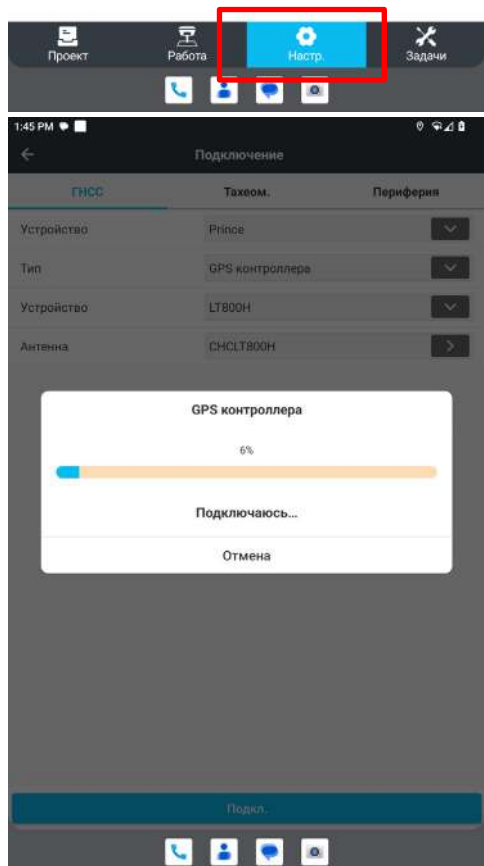 Проект Работа Настр. Задачи
1:45 PM
Подключение
ГНСС Тахеом. Периферия
Устройство Prince
Тип GPS контроллера
Устройство LT800H
Антенна CHCLT800H
GPS контроллера
6%
Подключаюсь...
Отмена
Подкл.